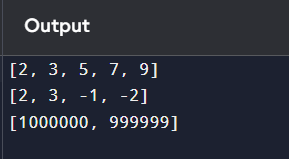 Output
[2, 3, 5, 7, 9]
[2, 3, -1, -2]
[1000000, 999999]